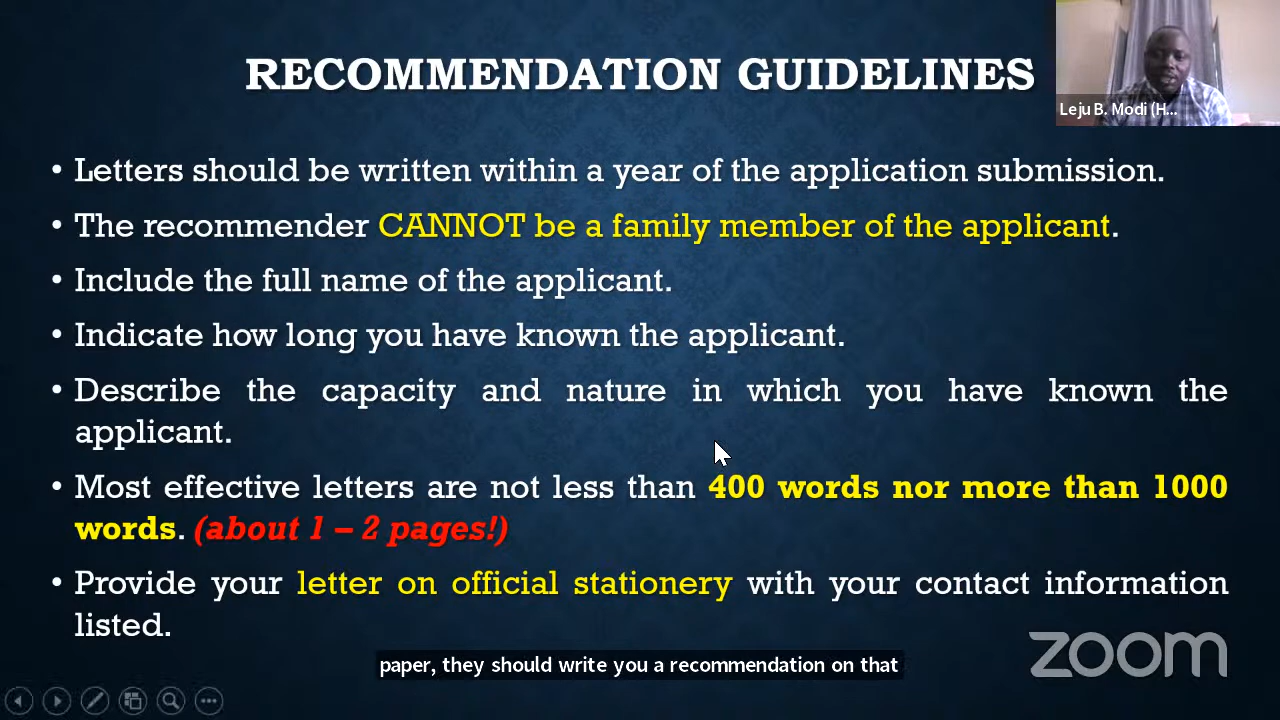 RECOMMENDATION GUIDELINES
Leju B. Modi (H...
• Letters should be written within a year of the application submission.
• The recommender CANNOT be a family member of the applicant.
• Include the full name of the applicant.
• Indicate how long you have known the applicant.
• Describe the capacity and nature in which you have known the
applicant.
• Most effective letters are not less than 400 words nor more than 1000
words. (about 1 – 2 pages!)
• Provide your letter on official stationery with your contact information
listed.
zoom
paper, they should write you a recommendation on that